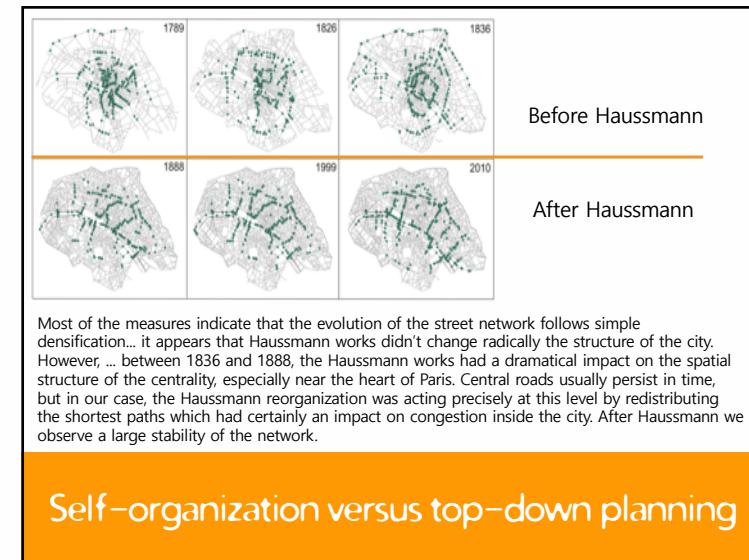 1789 1826 1836
Before Haussmann
1888 1999 2010
After Haussmann
Most of the measures indicate that the evolution of the street network follows simple
densification... it appears that Haussmann works didn't change radically the structure of the city.
However, ... between 1836 and 1888, the Haussmann works had a dramatical impact on the spatial
structure of the centrality, especially near the heart of Paris. Central roads usually persist in time,
but in our case, the Haussmann reorganization was acting precisely at this level by redistributing
the shortest paths which had certainly an impact on congestion inside the city. After Haussmann we
observe a large stability of the network.
Self-organization versus top-down planning